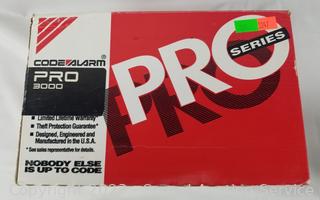 CODE ALARM®
PRO
3000
PRO
SERIES
PRO
■ Limited Lifetime Warranty*
■ Theft Protection Guarantee*
■ Designed, Engineered and
Manufactured in the U.S.A.
* See sales representative for details.
NOBODY ELSE
IS UP TO CODE